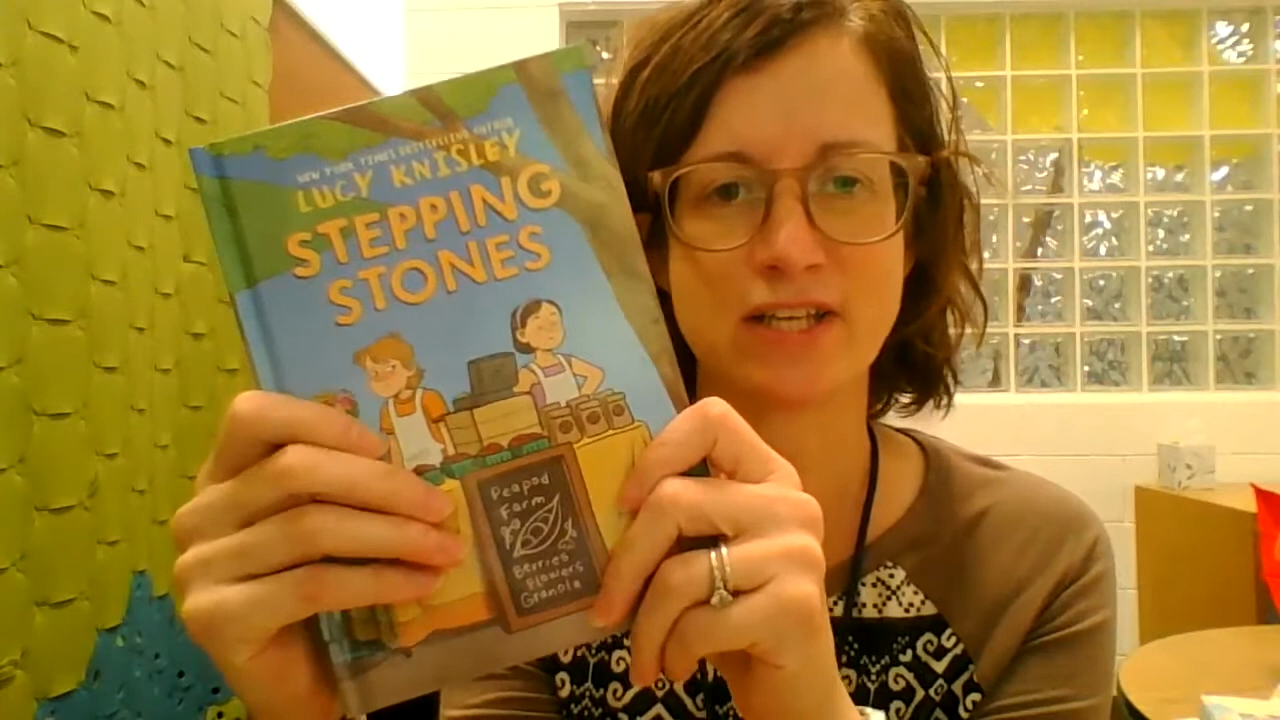 NEW YORK TIMES BESTSELLING AUTHOR
LUCY KNISLEY
STEPPING
STONES
Peapod
Farm
Berries
Flowers
Granola